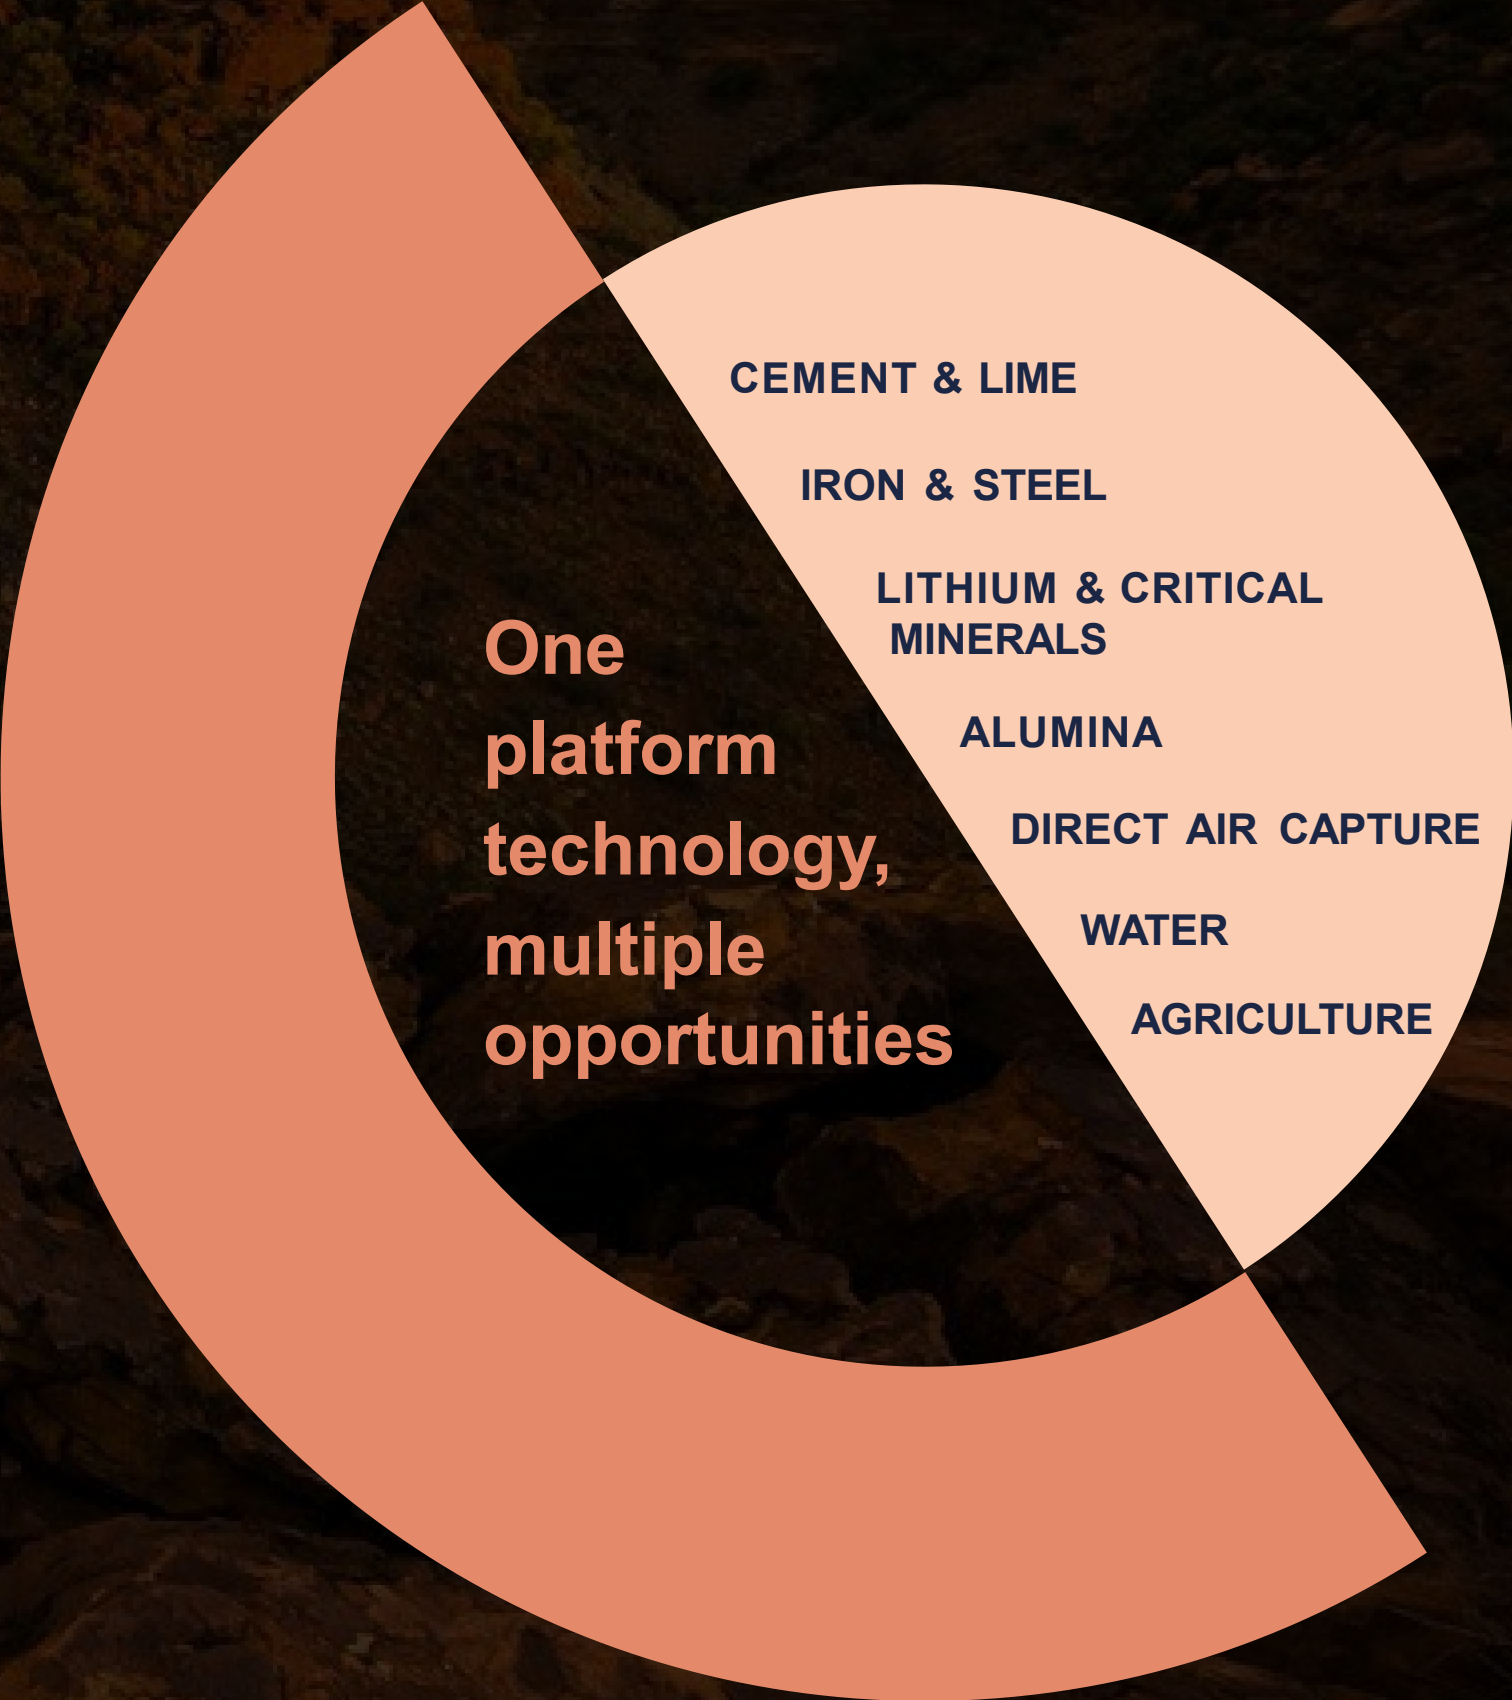 One
platform
technology,
multiple
opportunities
CEMENT & LIME
IRON & STEEL
LITHIUM & CRITICAL
MINERALS
ALUMINA
DIRECT AIR CAPTURE
WATER
AGRICULTURE